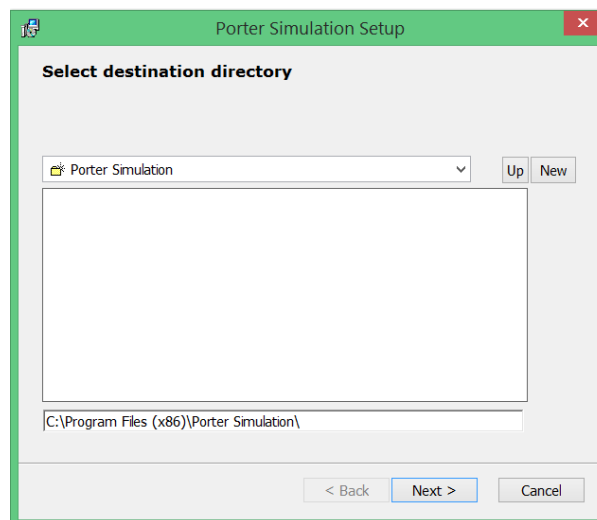 Porter Simulation Setup
Select destination directory
Porter Simulation
Up
New
C:\Program Files (x86)\Porter Simulation\
< Back
Next >
Cancel